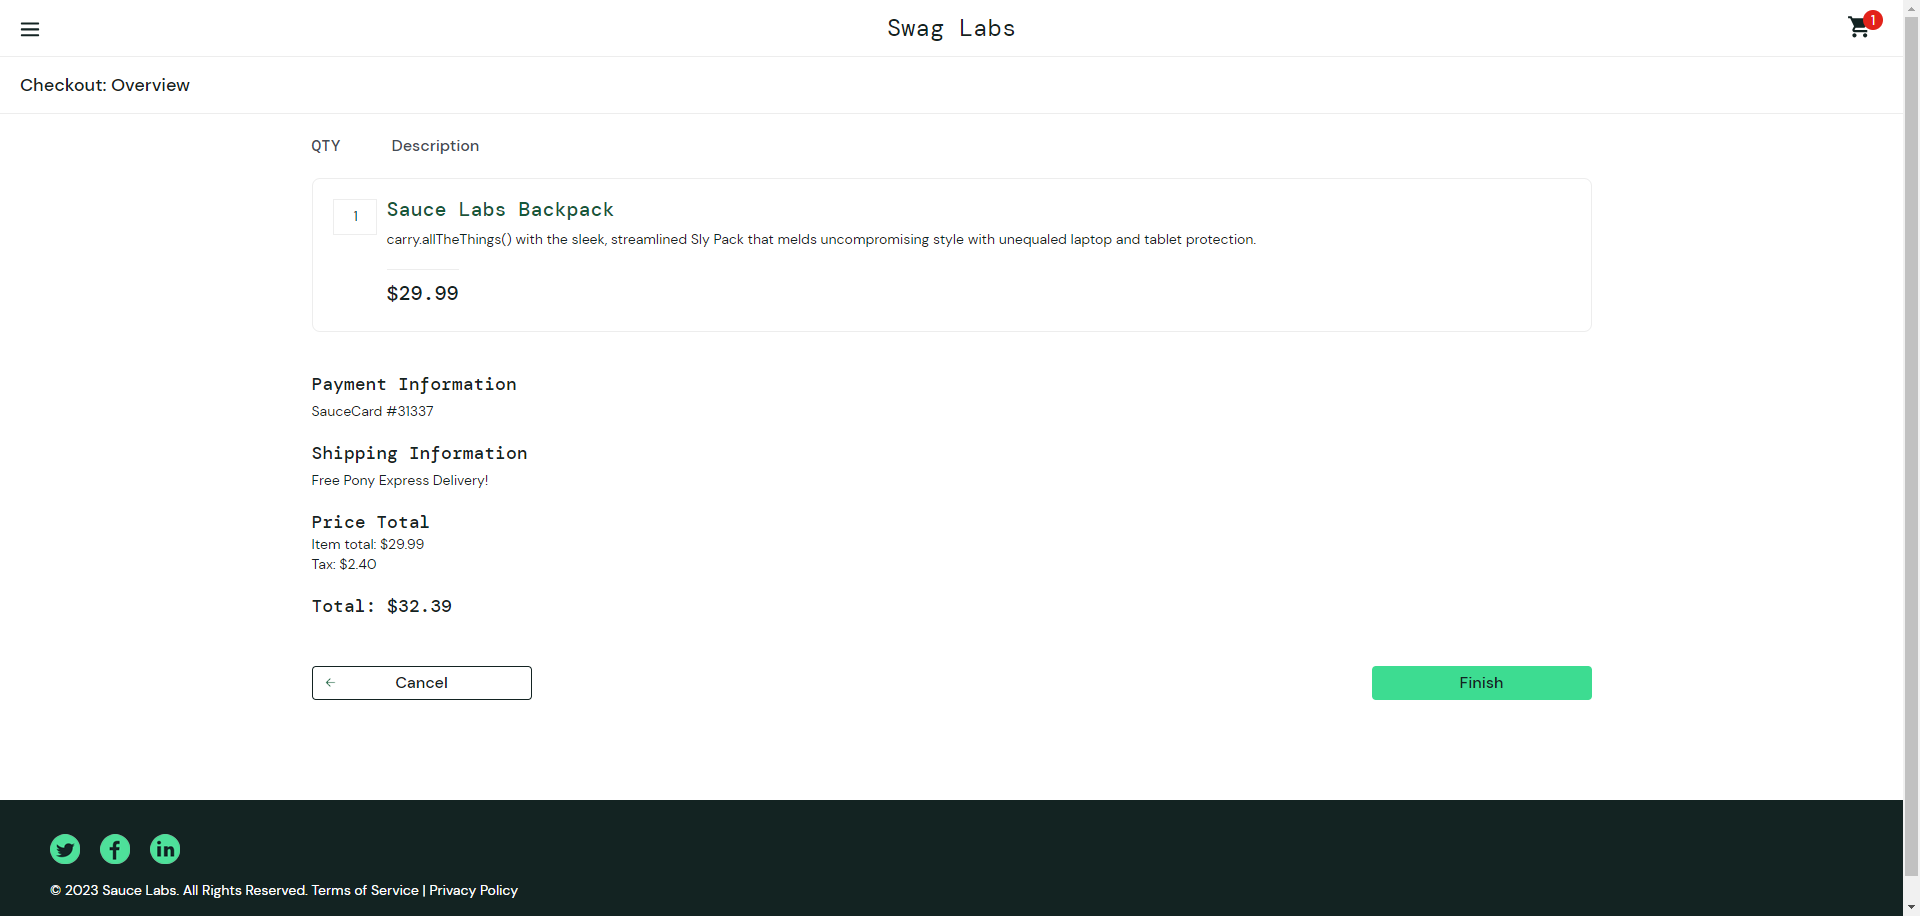 Swag Labs
1
Checkout: Overview
QTY Description
1
Sauce Labs Backpack
carry.allTheThings() with the sleek, streamlined Sly Pack that melds uncompromising style with unequaled laptop and tablet protection.
$29.99
Payment Information
SauceCard #31337
Shipping Information
Free Pony Express Delivery!
Price Total
Item total: $29.99
Tax: $2.40
Total: $32.39
Cancel
Finish
© 2023 Sauce Labs. All Rights Reserved. Terms of Service | Privacy Policy